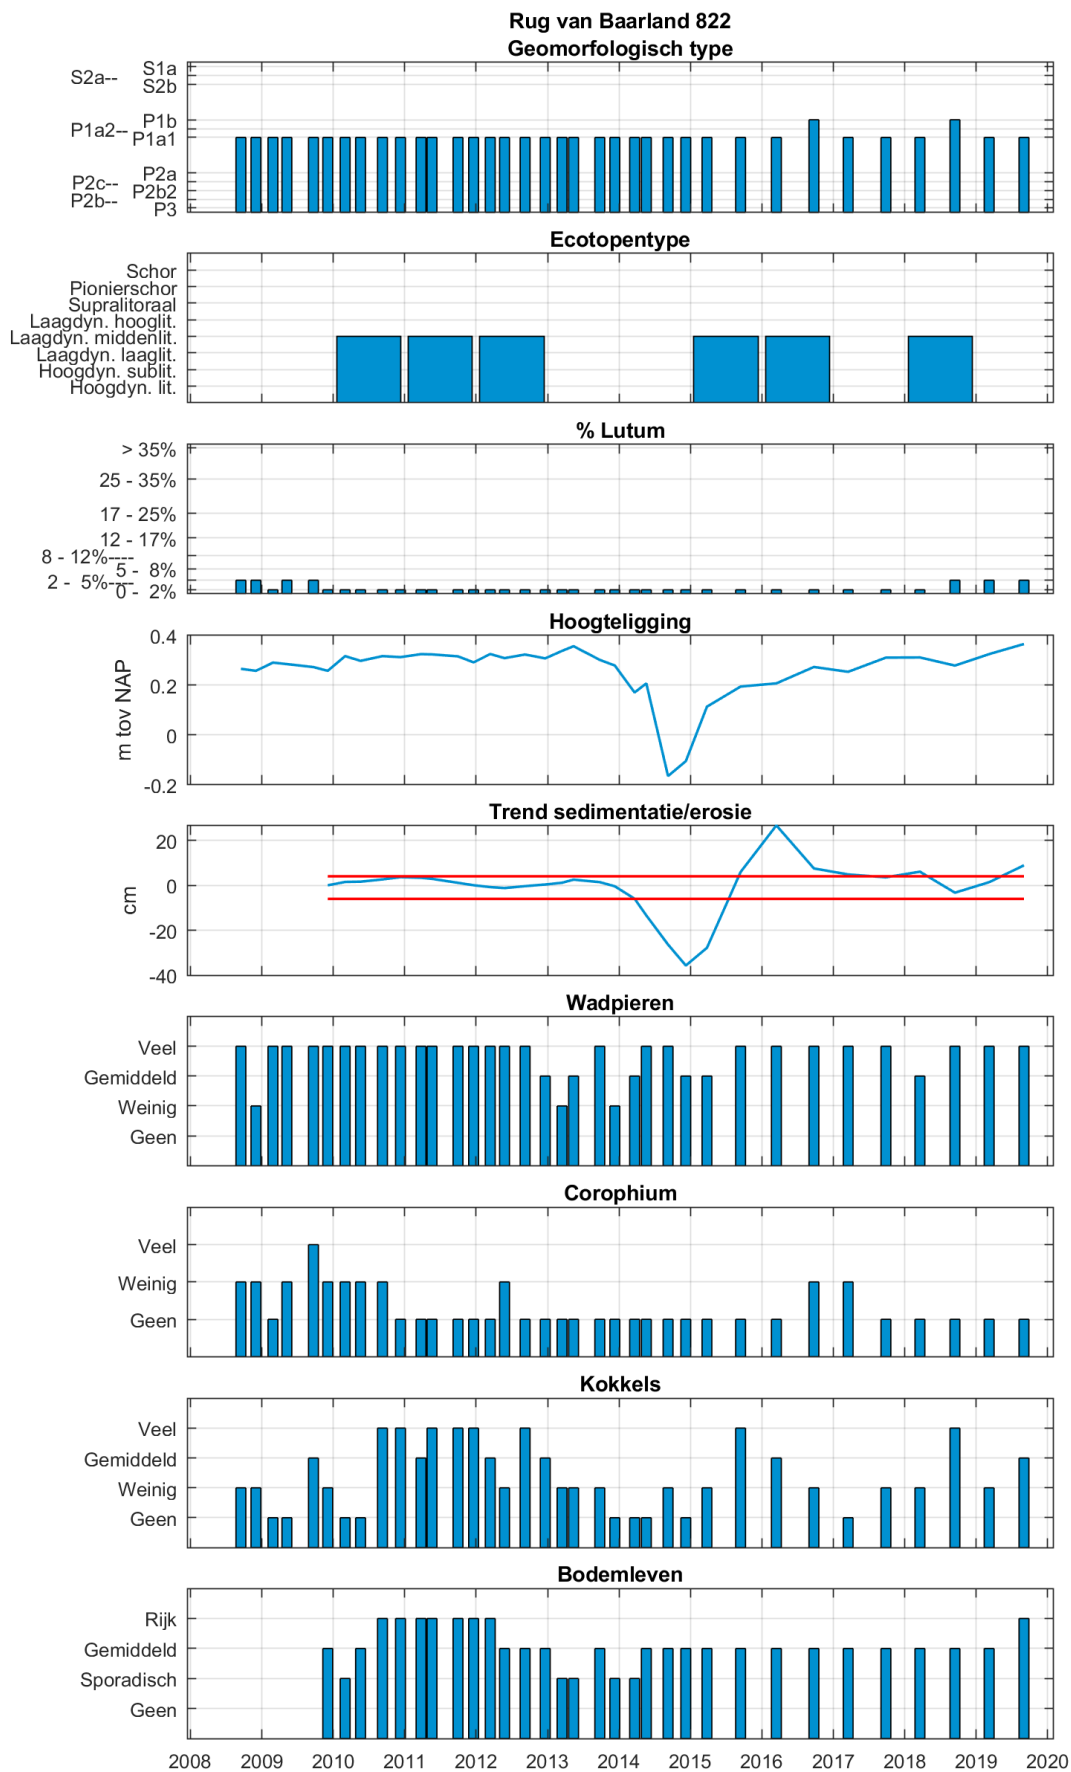 Rug van Baarland 822
Geomorfologisch type
S1a
S2a--
S2b
P1b
P1a2--
P1a1
P2a
P2c--
P2b2
P2b--
P3
Ecotopentype
Schor
Pionierschor
Supralitoraal
Laagdyn. hooglit.
Laagdyn. middenlit.
Laagdyn. laaglit.
Hoogdyn. sublit.
Hoogdyn. lit.
% Lutum
> 35%
25 - 35%
17 - 25%
12 - 17%
8 - 12%----
5 - 8%
2 - 5%----
0 - 2%
Hoogteligging
m tov NAP
0.4
0.2
0
-0.2
Trend sedimentatie/erosie
cm
20
0
-20
-40
Wadpieren
Veel
Gemiddeld
Weinig
Geen
Corophium
Veel
Weinig
Geen
Kokkels
Veel
Gemiddeld
Weinig
Geen
Bodemleven
Rijk
Gemiddeld
Sporadisch
Geen
2008 2009 2010 2011 2012 2013 2014 2015 2016 2017 2018 2019 2020